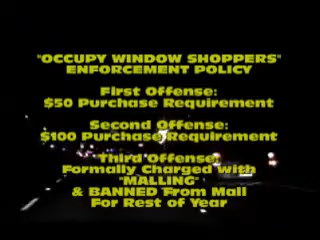 "OCCUPY WINDOW SHOPPERS"
ENFORCEMENT POLICY
First Offense:
$50 Purchase Requirement
Second Offense:
$100 Purchase Requirement
Third Offense:
Formally Charged with
"MALLING"
& BANNED From Mall
For Rest of Year